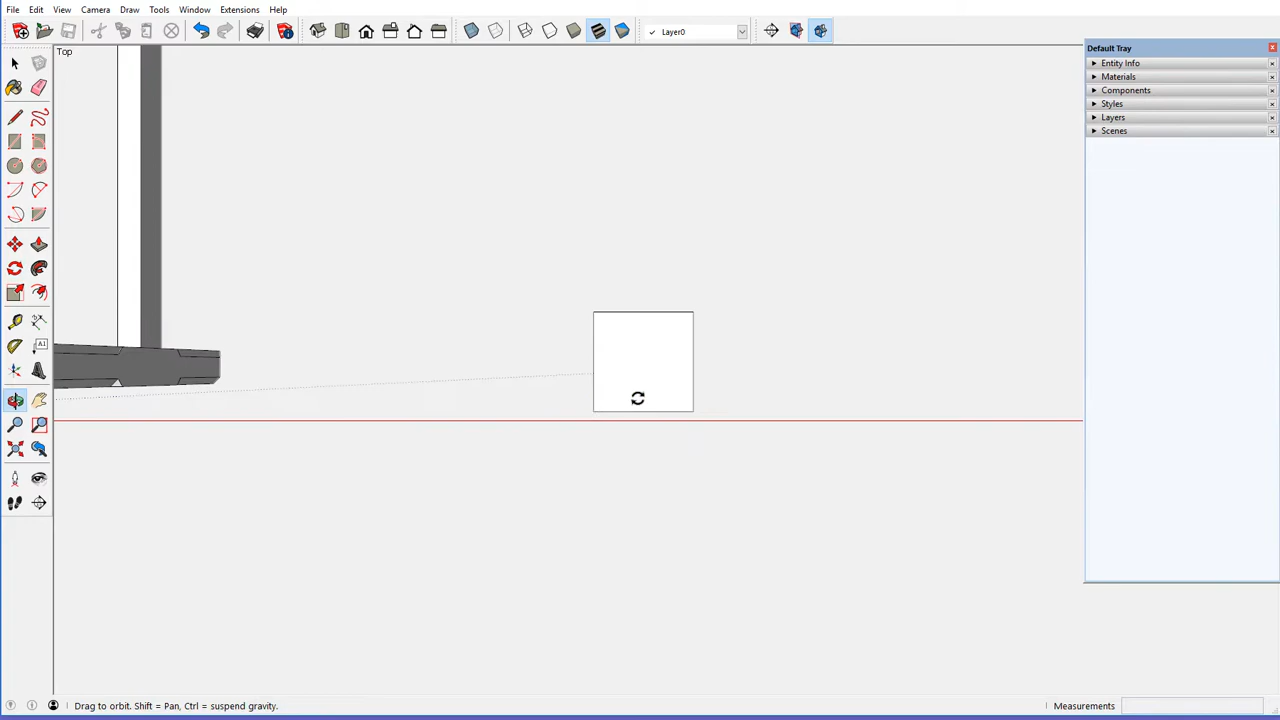 File Edit View Camera Draw Tools Window Extensions Help
Layer0
Top
Default Tray
Entity Info
Materials
Components
Styles
Layers
Scenes
A1
Drag to orbit. Shift = Pan, Ctrl = suspend gravity.
Measurements